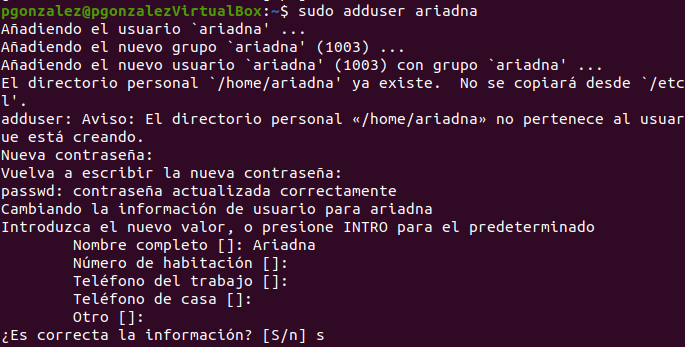 pgonzalez@pgonzalezVirtualBox:~$ sudo adduser ariadna
Añadiendo el usuario `ariadna' ...
Añadiendo el nuevo grupo `ariadna' (1003) ...
Añadiendo el nuevo usuario `ariadna' (1003) con grupo `ariadna' ...
El directorio personal `/home/ariadna' ya existe.  No se copiará desde `/etc
l'.
adduser: Aviso: El directorio personal «/home/ariadna» no pertenece al usuar
ue está creando.
Nueva contraseña:
Vuelva a escribir la nueva contraseña:
passwd: contraseña actualizada correctamente
Cambiando la información de usuario para ariadna
Introduzca el nuevo valor, o presione INTRO para el predeterminado
Nombre completo []: Ariadna
Número de habitación []:
Teléfono del trabajo []:
Teléfono de casa []:
Otro []:
¿Es correcta la información? [S/n] s